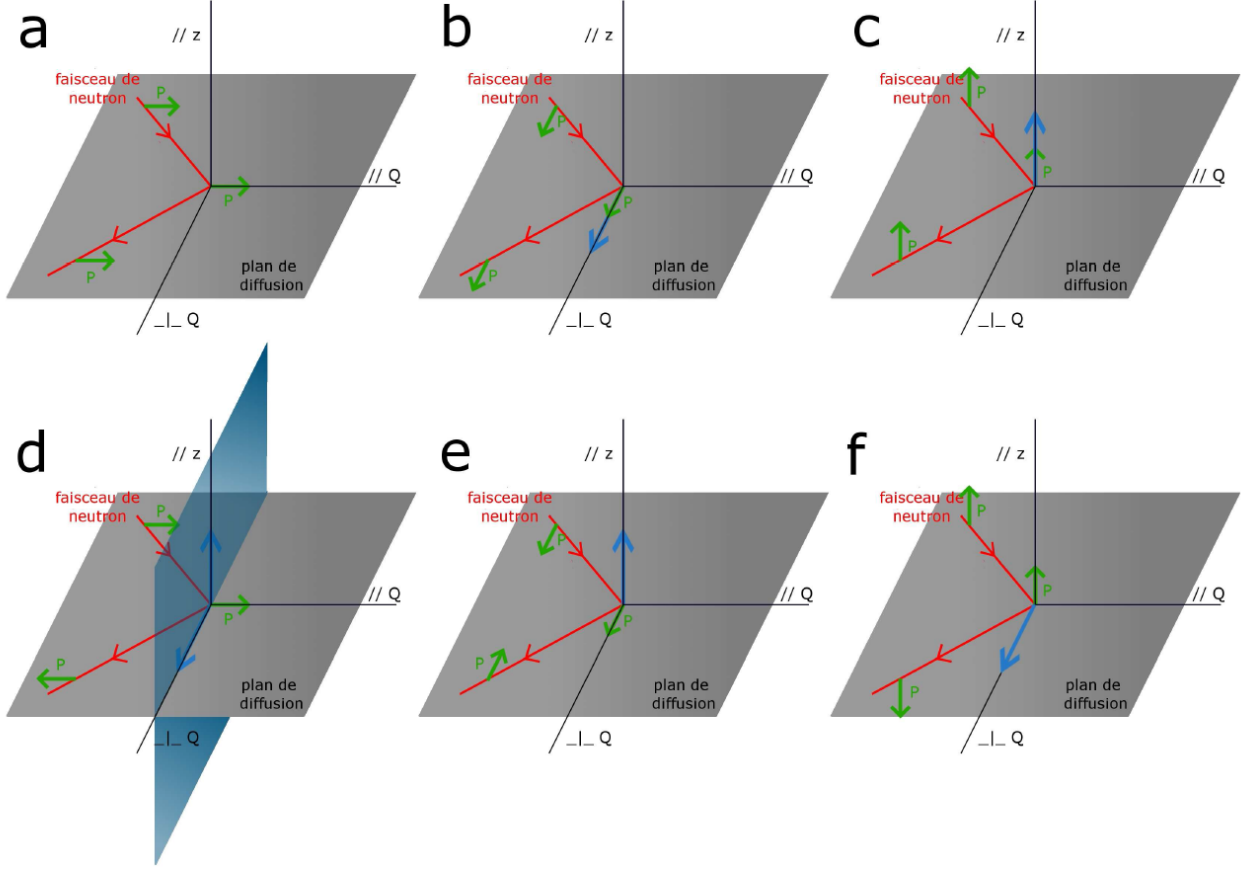 a
// z
faisceau de
neutron
P
// Q
P
P
plan de
diffusion
_|_ Q
b
// z
faisceau de
neutron
P
// Q
P
P
plan de
diffusion
_|_ Q
c
// z
faisceau de
neutron
P
// Q
P
P
plan de
diffusion
_|_ Q
d
// z
faisceau de
neutron
P
// Q
P
P
plan de
diffusion
_|_ Q
e
// z
faisceau de
neutron
P
// Q
P
P
plan de
diffusion
_|_ Q
f
// z
faisceau de
neutron
P
// Q
P
P
plan de
diffusion
_|_ Q